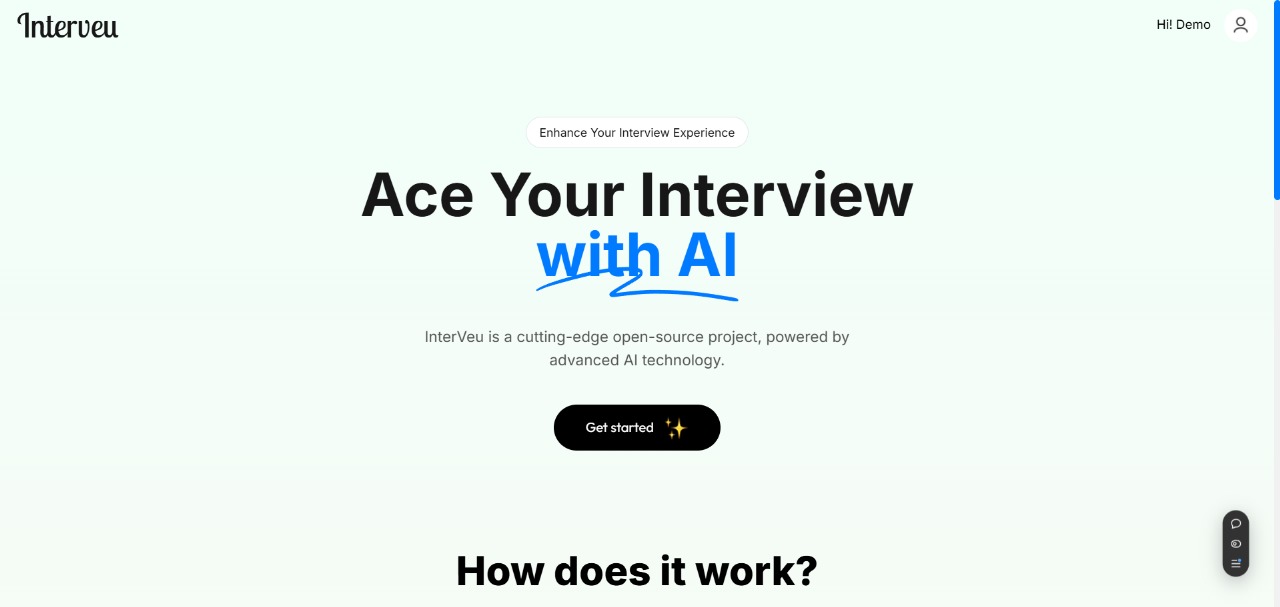 Interveu
Hi! Demo
Enhance Your Interview Experience
Ace Your Interview
with AI
InterVeu is a cutting-edge open-source project, powered by
advanced AI technology.
Get started
How does it work?